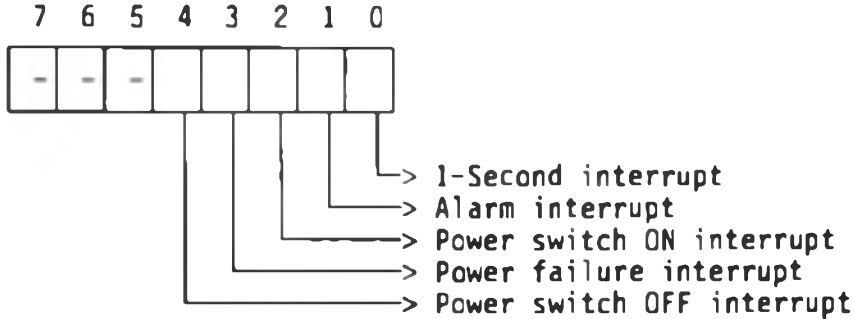 7 6 5 4 3 2 1 0
- - -
> 1-Second interrupt
> Alarm interrupt
> Power switch ON interrupt
> Power failure interrupt
> Power switch OFF interrupt